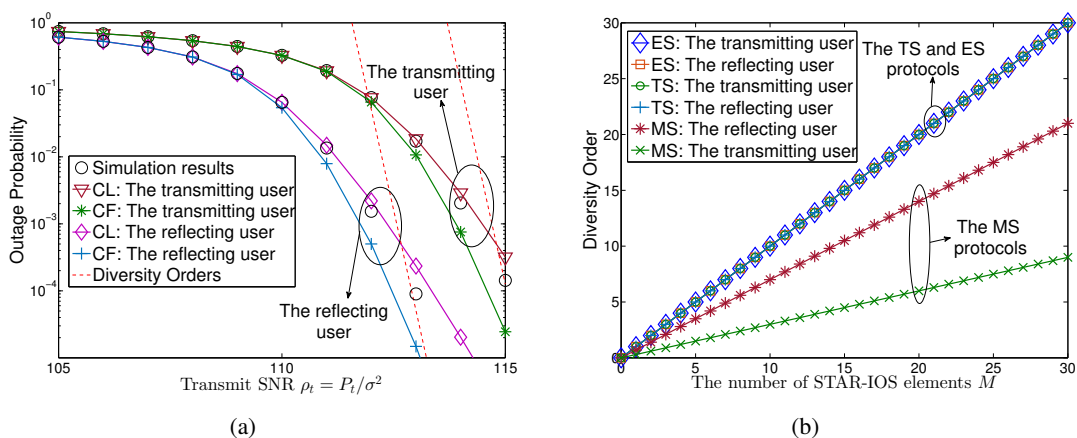 10^0
10^-1
10^-2
10^-3
10^-4
Outage Probability
The transmitting
user
Simulation results
CL: The transmitting user
CF: The transmitting user
CL: The reflecting user
CF: The reflecting user
Diversity Orders
The reflecting
user
105
110
115
Transmit SNR ρ_t = P_t/σ^2
(a)
30
25
20
15
10
5
0
Diversity Order
ES: The transmitting user
ES: The reflecting user
TS: The transmitting user
TS: The reflecting user
MS: The reflecting user
MS: The transmitting user
The TS and ES
protocols
The MS
protocols
0
5
10
15
20
25
30
The number of STAR-IOS elements M
(b)